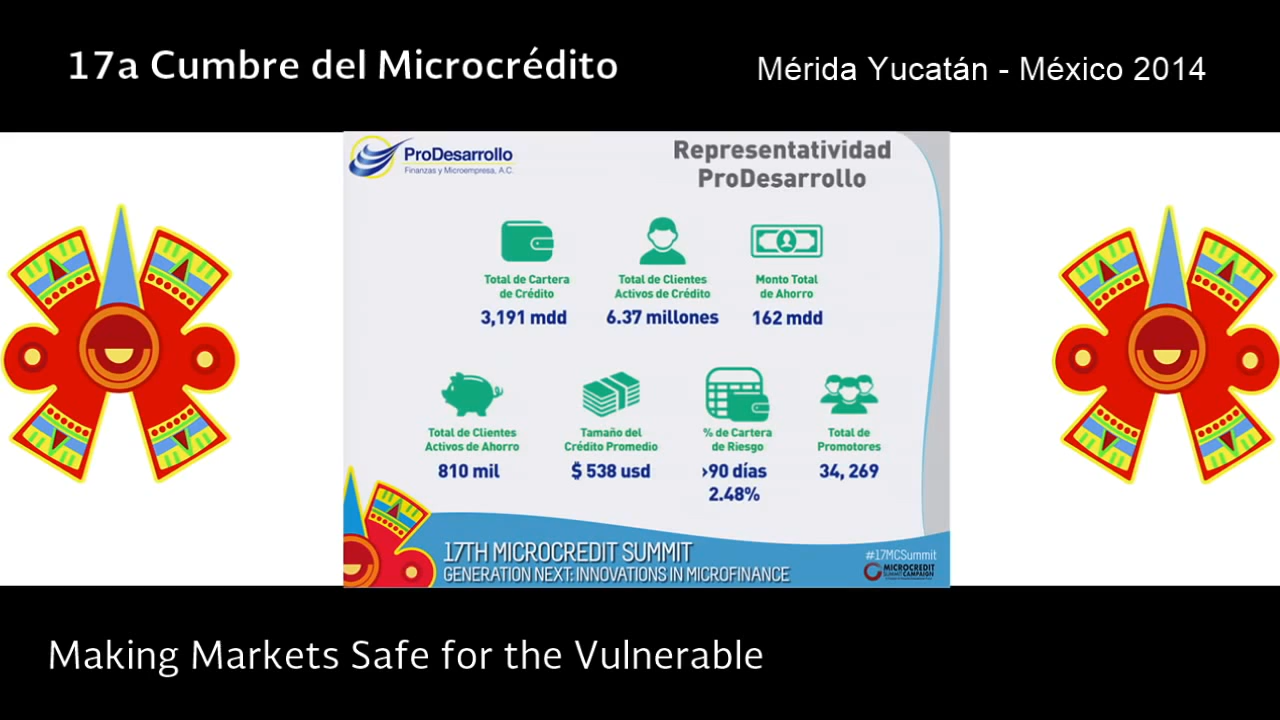 17a Cumbre del Microcrédito
Mérida Yucatán - México 2014
ProDesarrollo
Finanzas y Microempresa, A.C.
Representatividad
ProDesarrollo
Total de Cartera
de Crédito
3,191 mdd
Total de Clientes
Activos de Crédito
6.37 millones
Monto Total
de Ahorro
162 mdd
Total de Clientes
Activos de Ahorro
810 mil
Tamaño del
Crédito Promedio
$ 538 usd
% de Cartera
de Riesgo
>90 días
2.48%
Total de
Promotores
34, 269
17TH MICROCREDIT SUMMIT
GENERATION NEXT: INNOVATIONS IN MICROFINANCE
#17MCSummit
MICROCREDIT
SUMMIT CAMPAIGN
Making Markets Safe for the Vulnerable